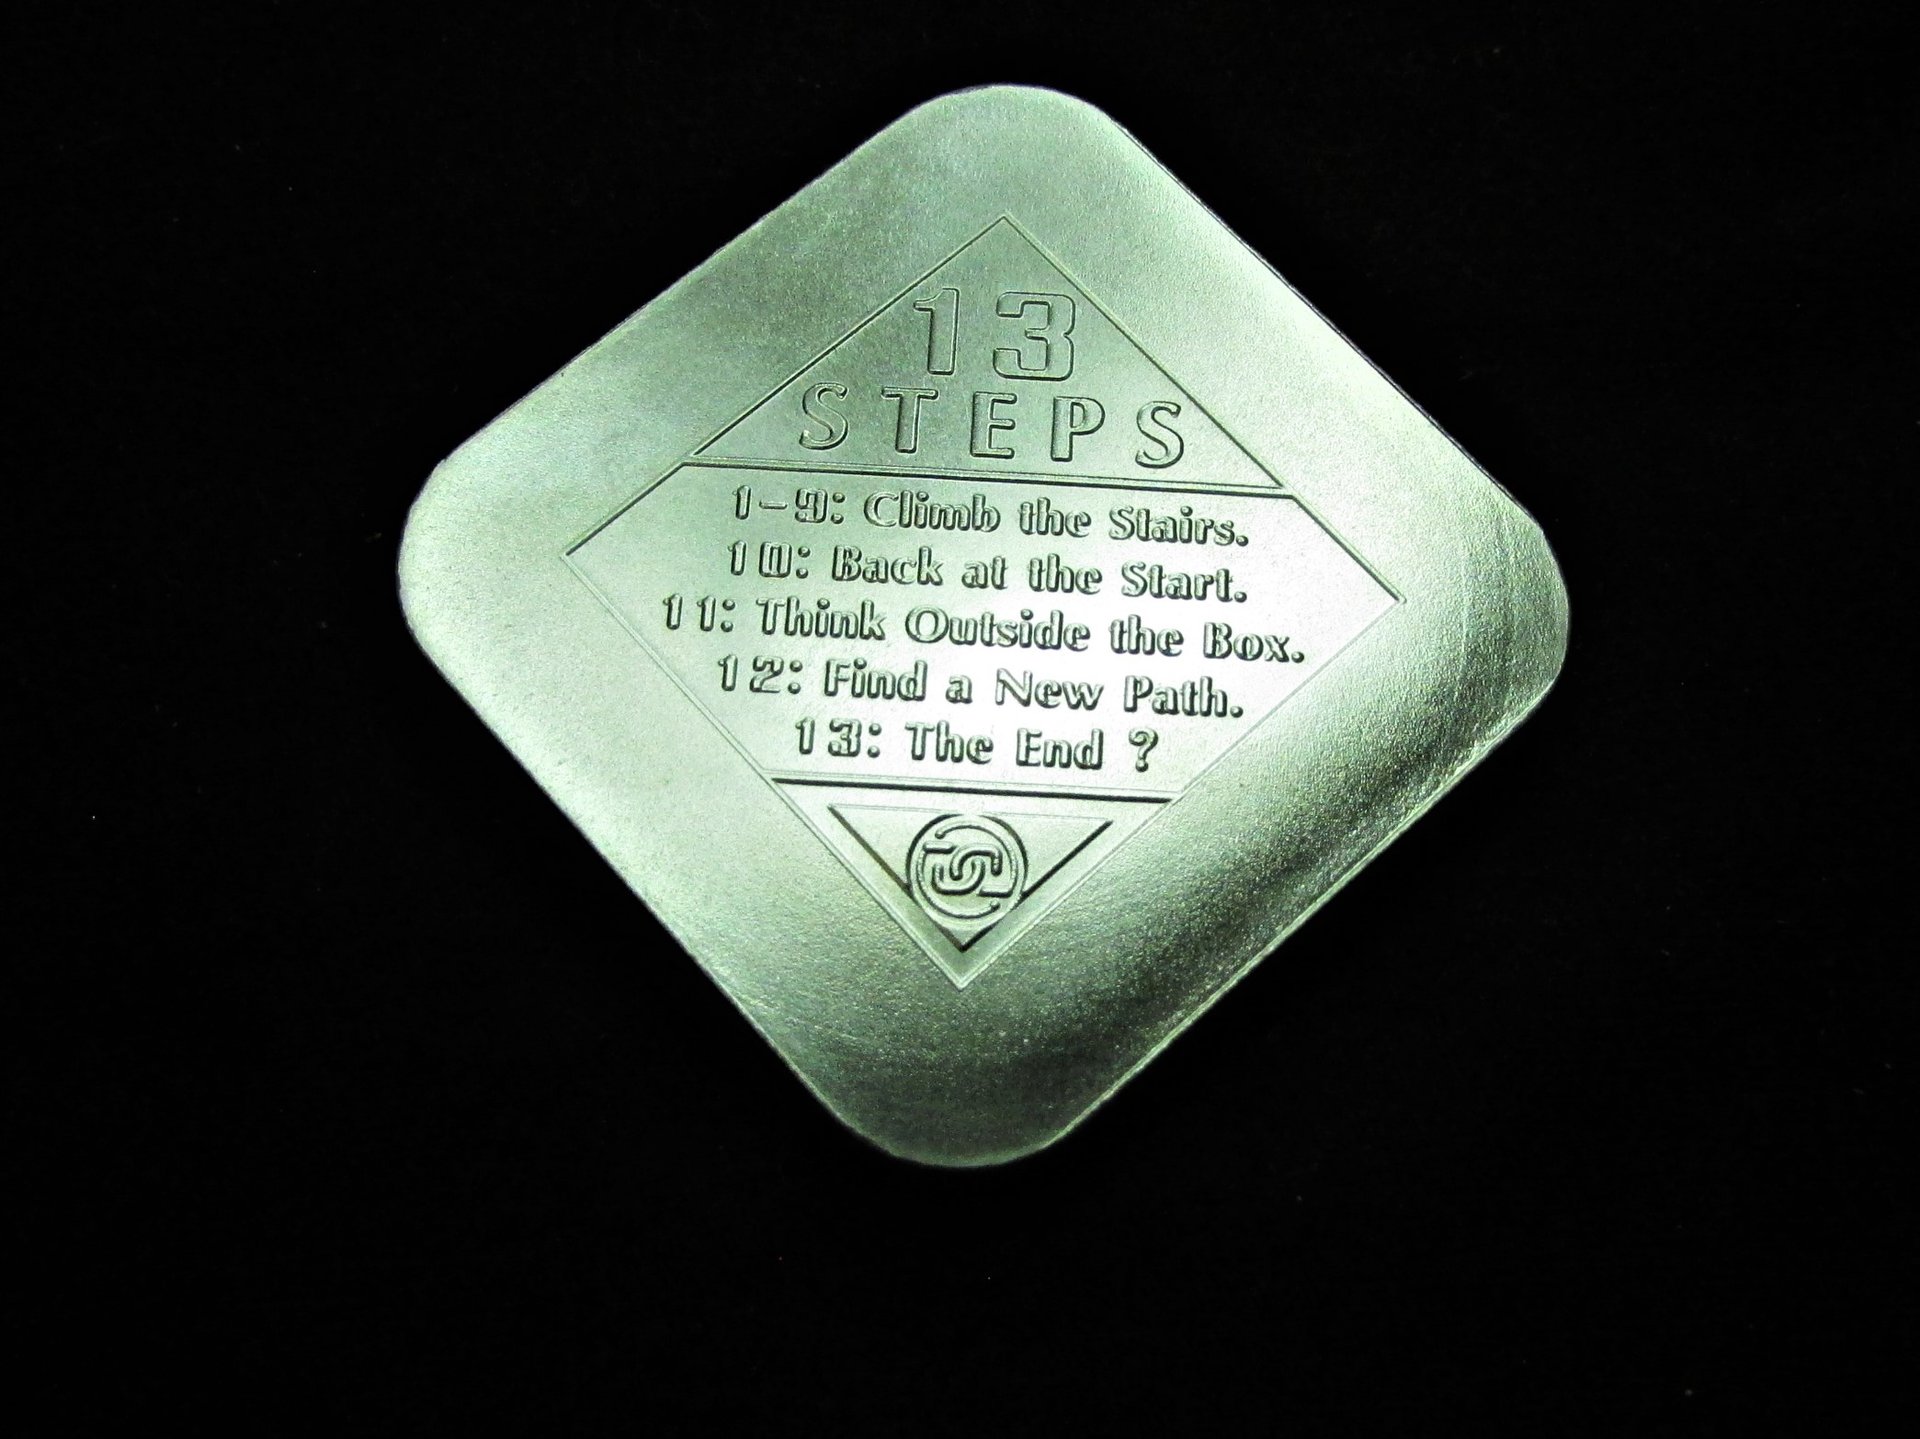 13
STEPS
1-9: Climb the Stairs.
10: Back at the Start.
11: Think Outside the Box.
12: Find a New Path.
13: The End ?